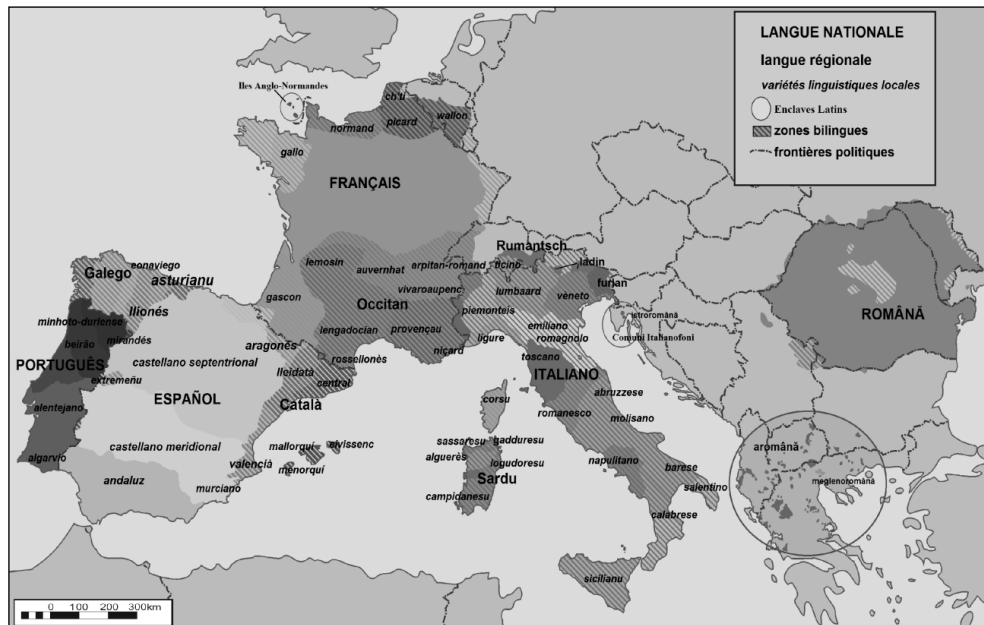 LANGUE NATIONALE
langue régionale
variétés linguistiques locales
Enclaves Latins
zones bilingues
frontières politiques
Iles Anglo-Normandes
ch'ti
normand
picard
wallon
gallo
FRANÇAIS
Rumantsch
lemosin
auvernhat
arpitan-romand
ticino
ladin
furlan
Galego
eonaviego
asturianu
llionés
gascon
vivaroaupenc
Occitan
lumbaard
vèneto
piemontèis
istroromână
Comuni Italianofoni
ROMÂNĂ
minhoto-duriense
mirandés
beirão
castellano septentrional
aragonés
lengadocian
provençau
niçard
ligure
emiliano
romagnolo
rossellonès
toscano
PORTUGUÊS
extremeñu
lleidatà
central
ITALIANO
ESPAÑOL
Català
corsu
abruzzese
romanesco
molisano
alentejano
castellano meridional
mallorquí
eivissenc
menorquí
sassaresu
gadduresu
alguerès
logudoresu
Sardu
napulitano
barese
salentino
aromână
meglenoromână
algarvio
andaluz
valencià
murciano
campidanesu
calabrese
sicilianu
0 100 200 300km